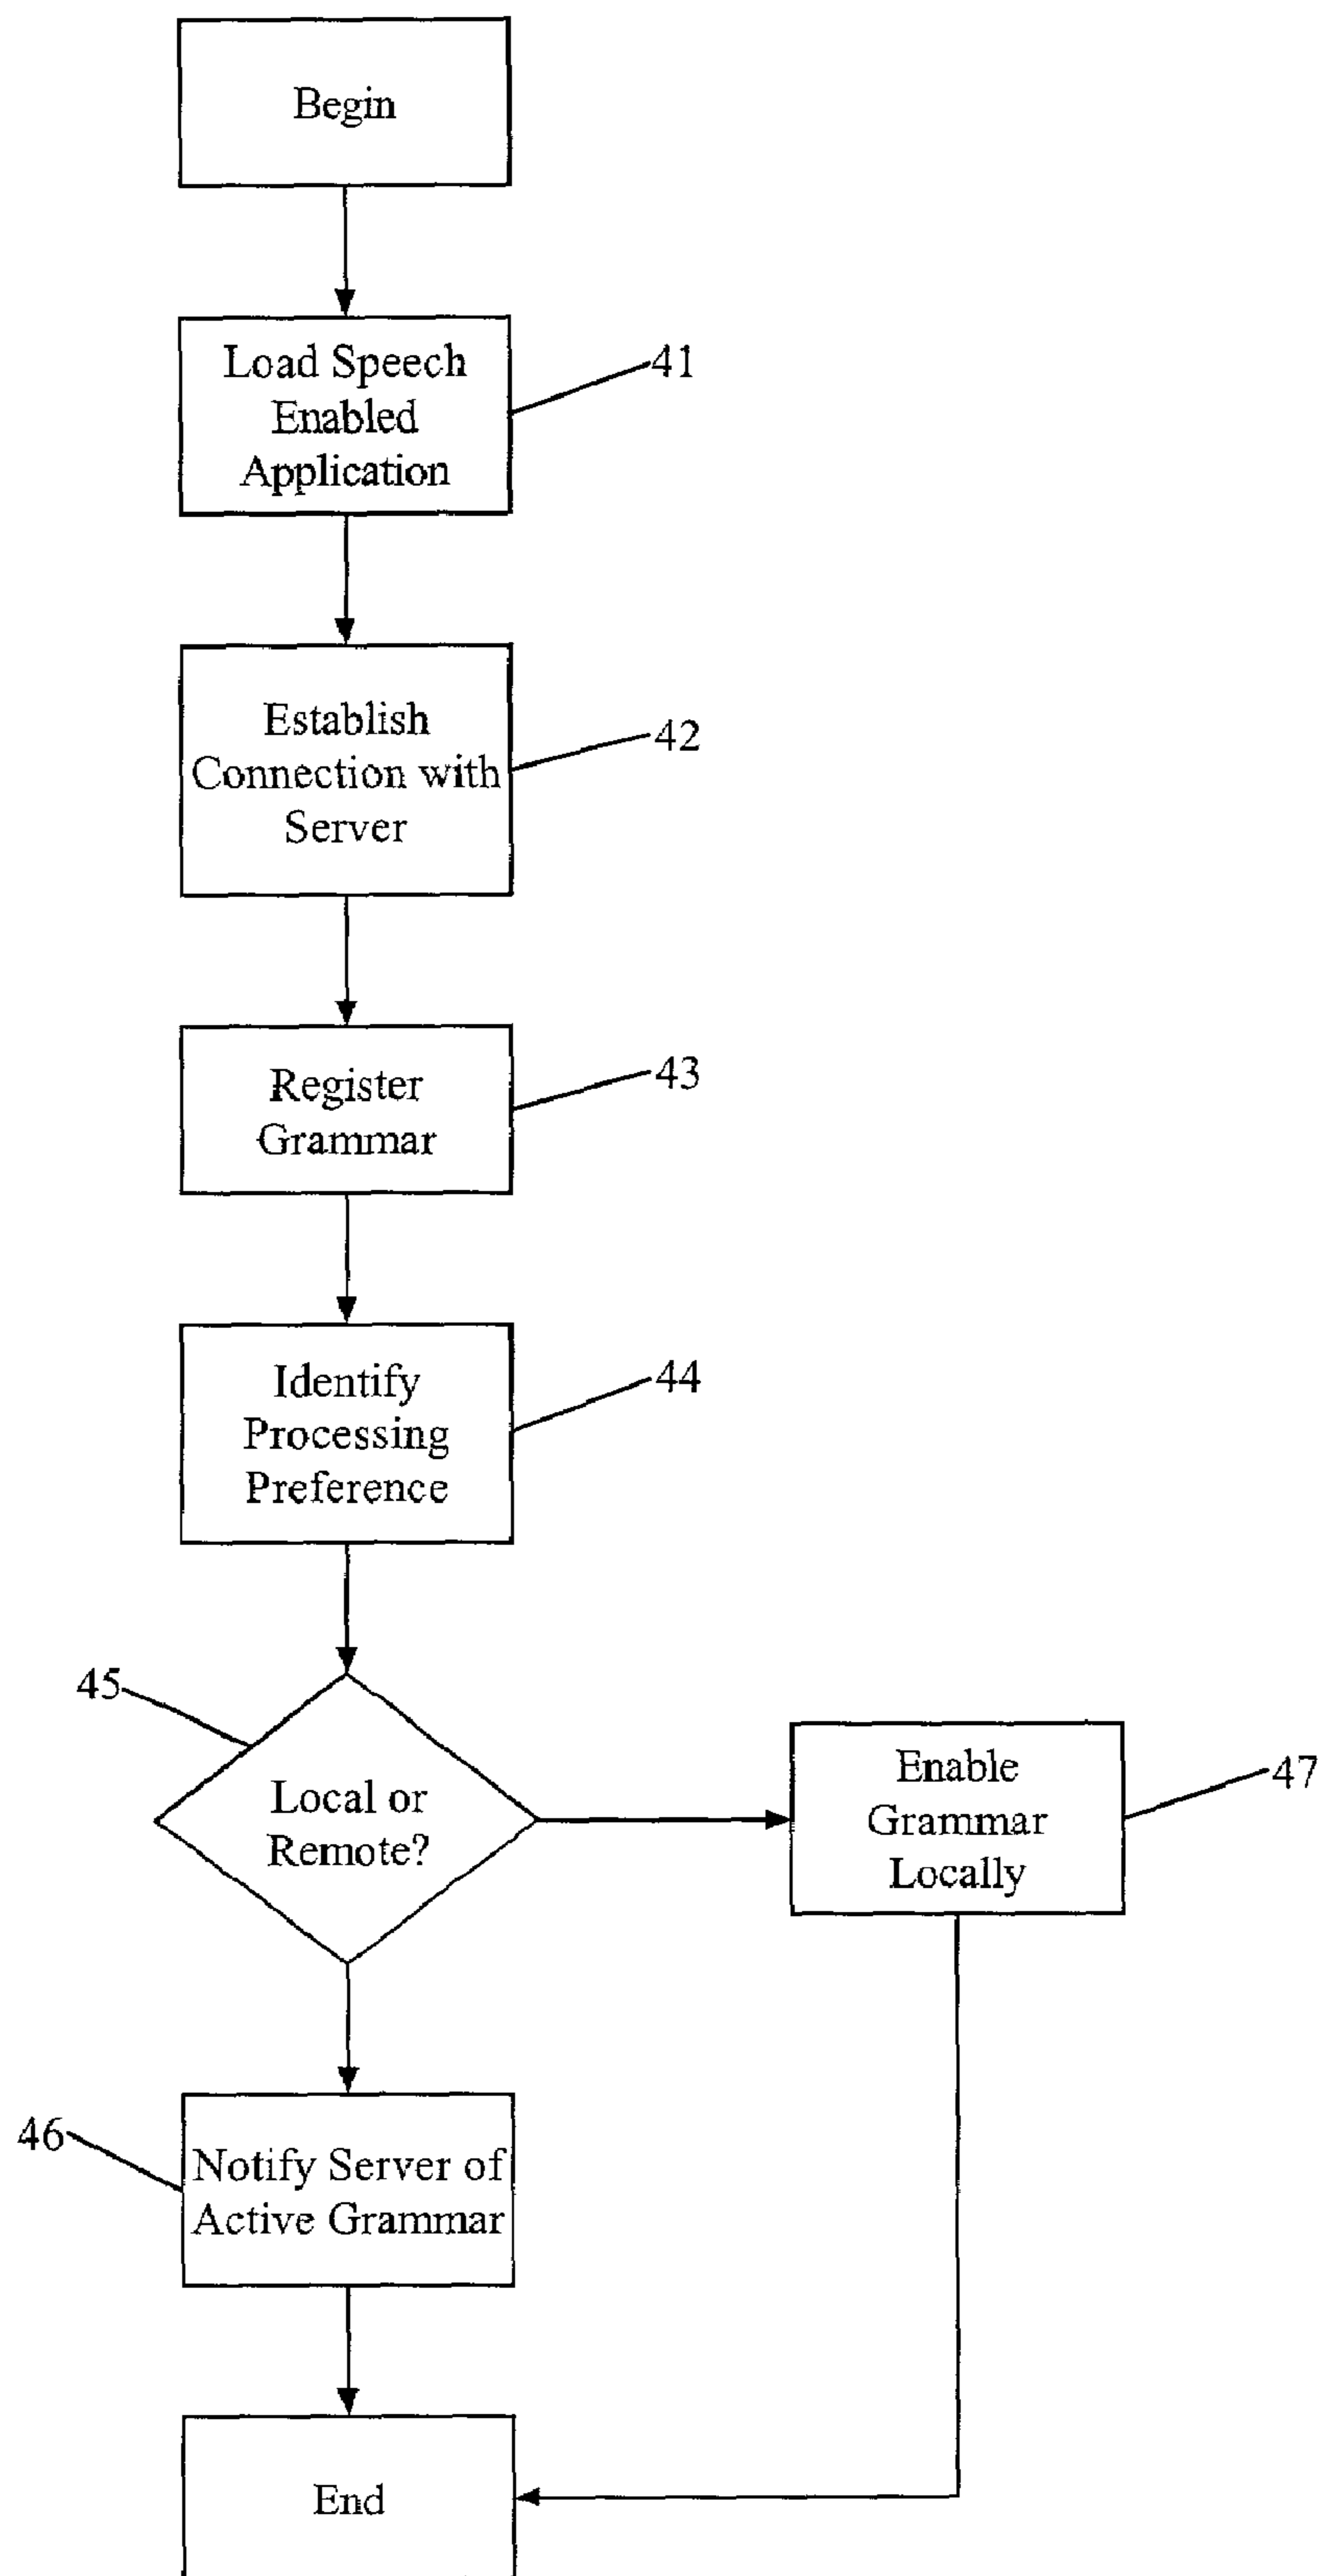 Begin
Load Speech
Enabled
Application
41
Establish
Connection with
Server
42
Register
Grammar
43
Identify
Processing
Preference
44
45
Local or
Remote?
Enable
Grammar
Locally
47
46
Notify Server of
Active Grammar
End